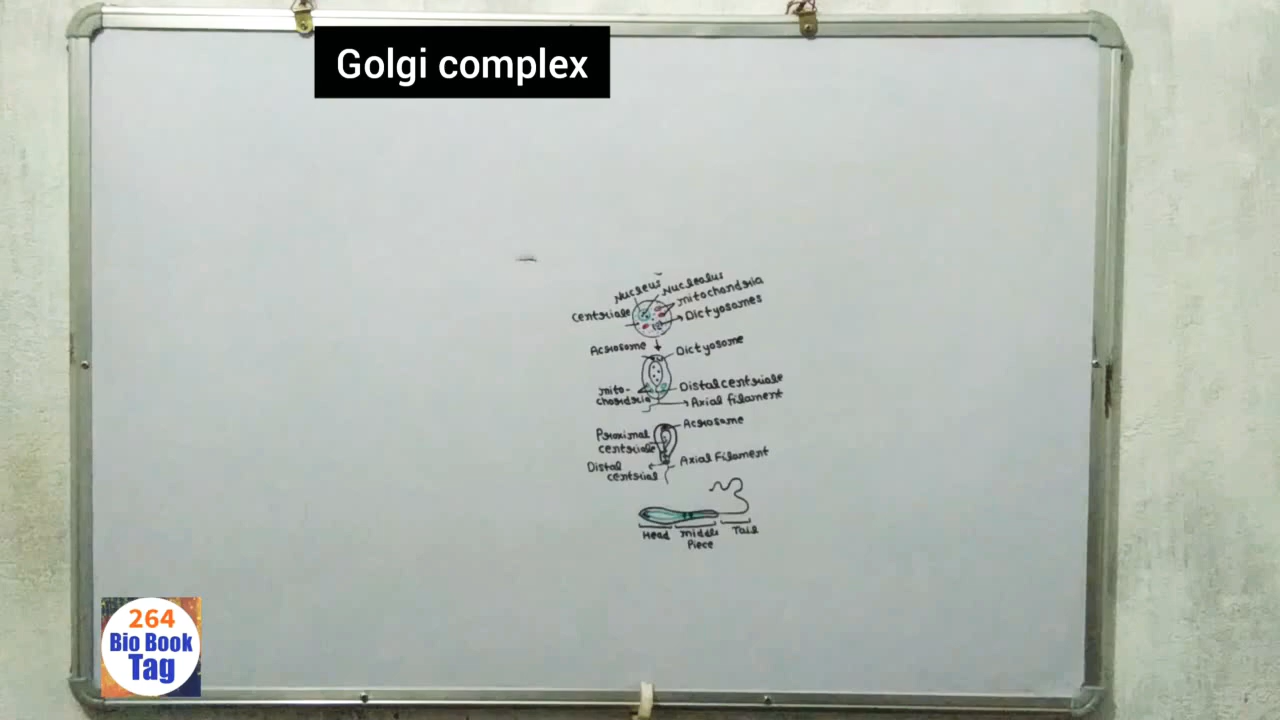 Golgi complex
Nucleus
Nucleolus
mitochondria
centriole
Dictyosomes
Acrosome
Dictyosome
mito-
chondria
Distal centriole
Axial filament
Acrosome
Proximal
centriole
Distal
centrial
Axial Filament
Head
middle
Piece
Tail
264
Bio Book
Tag